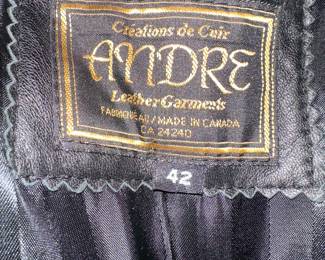 Créations de Cuir
ANDRE
Leather Garments
FABRIQUÉ AU / MADE IN CANADA
CA 24240
42